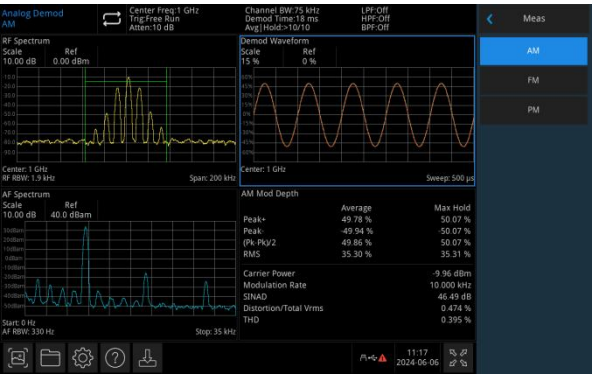 Analog Demod
AM
Center Freq:1 GHz
Trig:Free Run
Atten:10 dB
Channel BW:75 kHz
Demod Time:18 ms
Avg|Hold:>10/10
LPF:Off
HPF:Off
BPF:Off
Meas
AM
FM
PM
RF Spectrum
Scale Ref
10.00 dB 0.00 dBm
Center: 1 GHz
RF RBW: 1.9 kHz Span: 200 kHz
Demod Waveform
Scale Ref
15 % 0 %
Center: 1 GHz
Sweep: 500 µs
AF Spectrum
Scale Ref
10.00 dB 40.0 dBm
Start: 0 Hz
AF RBW: 330 Hz Stop: 35 kHz
AM Mod Depth
Average Max Hold
Peak+ 49.78 % 50.07 %
Peak- -49.94 % -50.07 %
(Pk-Pk)/2 49.86 % 50.07 %
RMS 35.30 % 35.31 %
Carrier Power -9.96 dBm
Modulation Rate 10.000 kHz
SINAD 46.49 dB
Distortion/Total Vrms 0.474 %
THD 0.395 %
11:17
2024-06-06